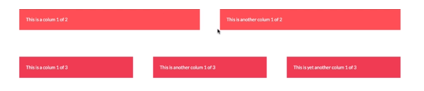 This is a colum 1 of 2
This is another colum 1 of 2
This is a colum 1 of 3
This is another colum 1 of 3
This is yet another colum 1 of 3